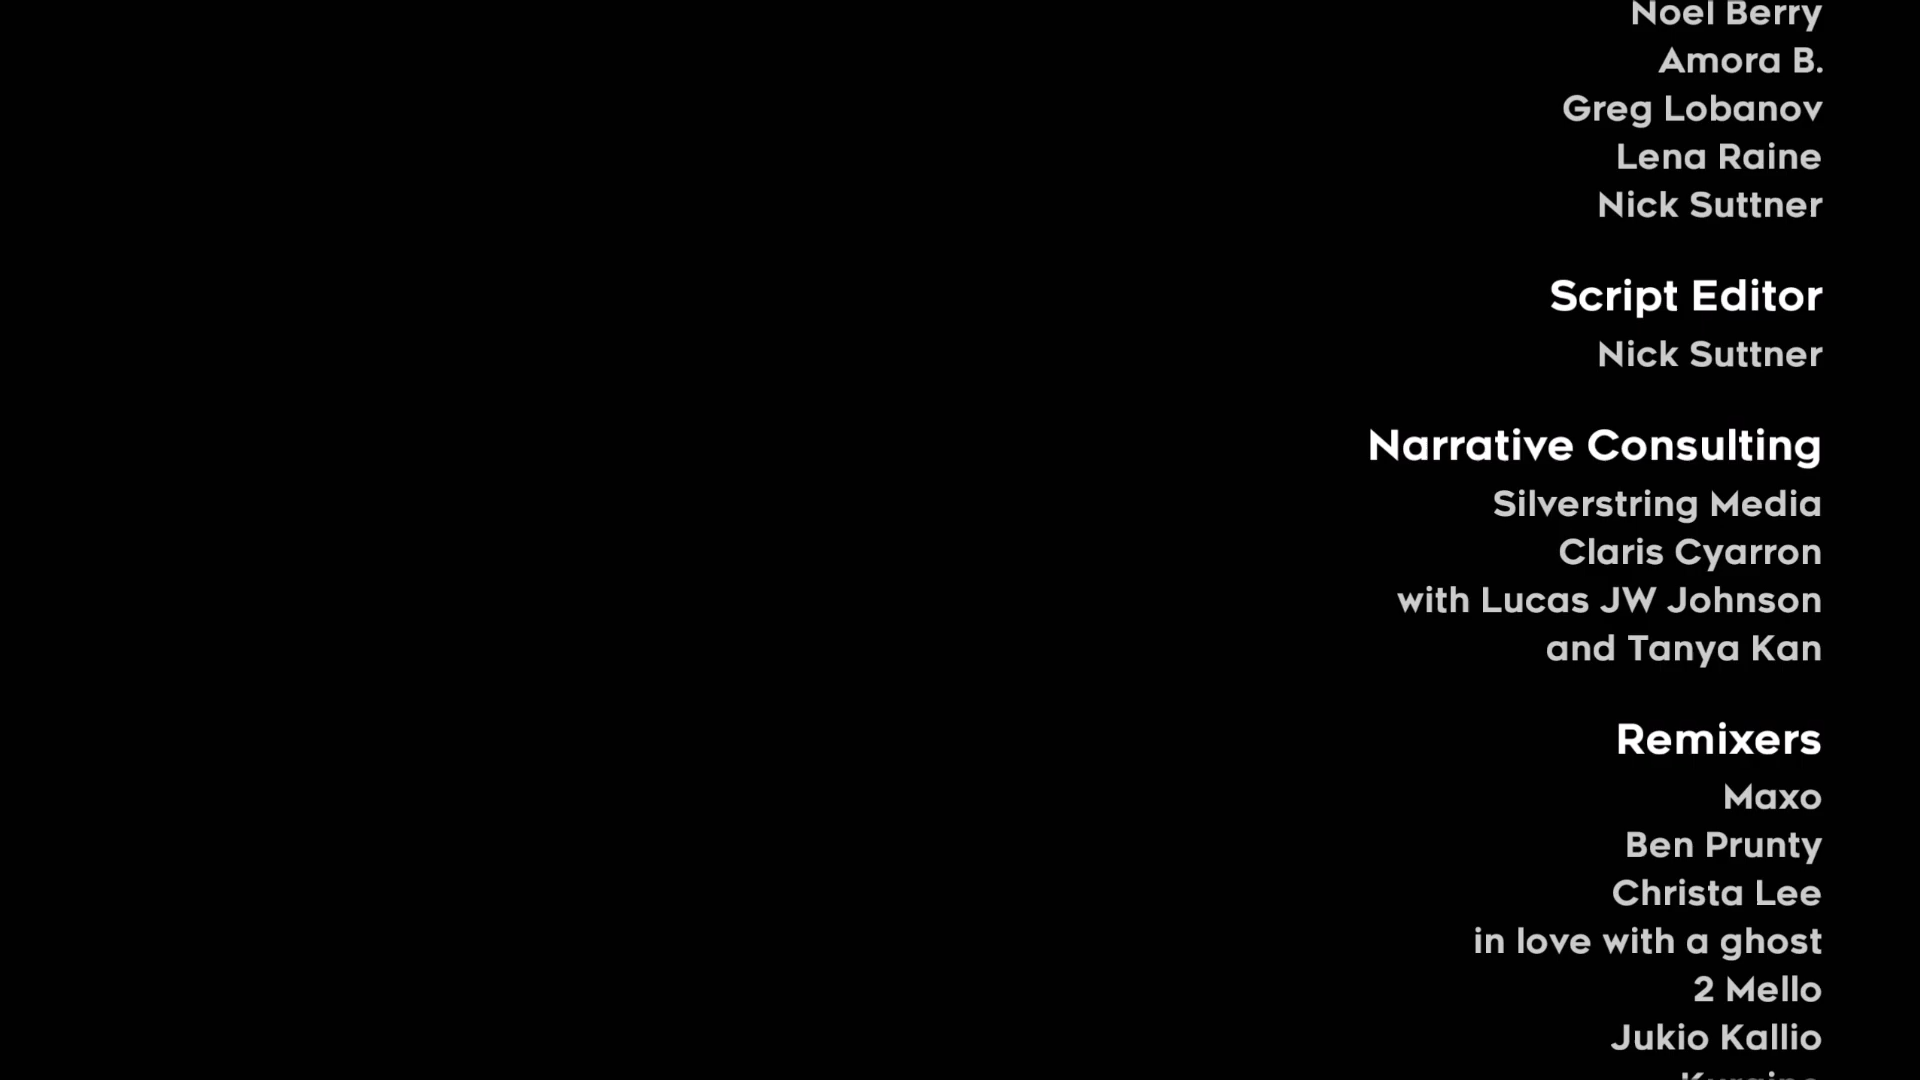 Noel Berry
Amora B.
Greg Lobanov
Lena Raine
Nick Suttner
Script Editor
Nick Suttner
Narrative Consulting
Silverstring Media
Claris Cyarron
with Lucas JW Johnson
and Tanya Kan
Remixers
Maxo
Ben Prunty
Christa Lee
in love with a ghost
2 Mello
Jukio Kallio